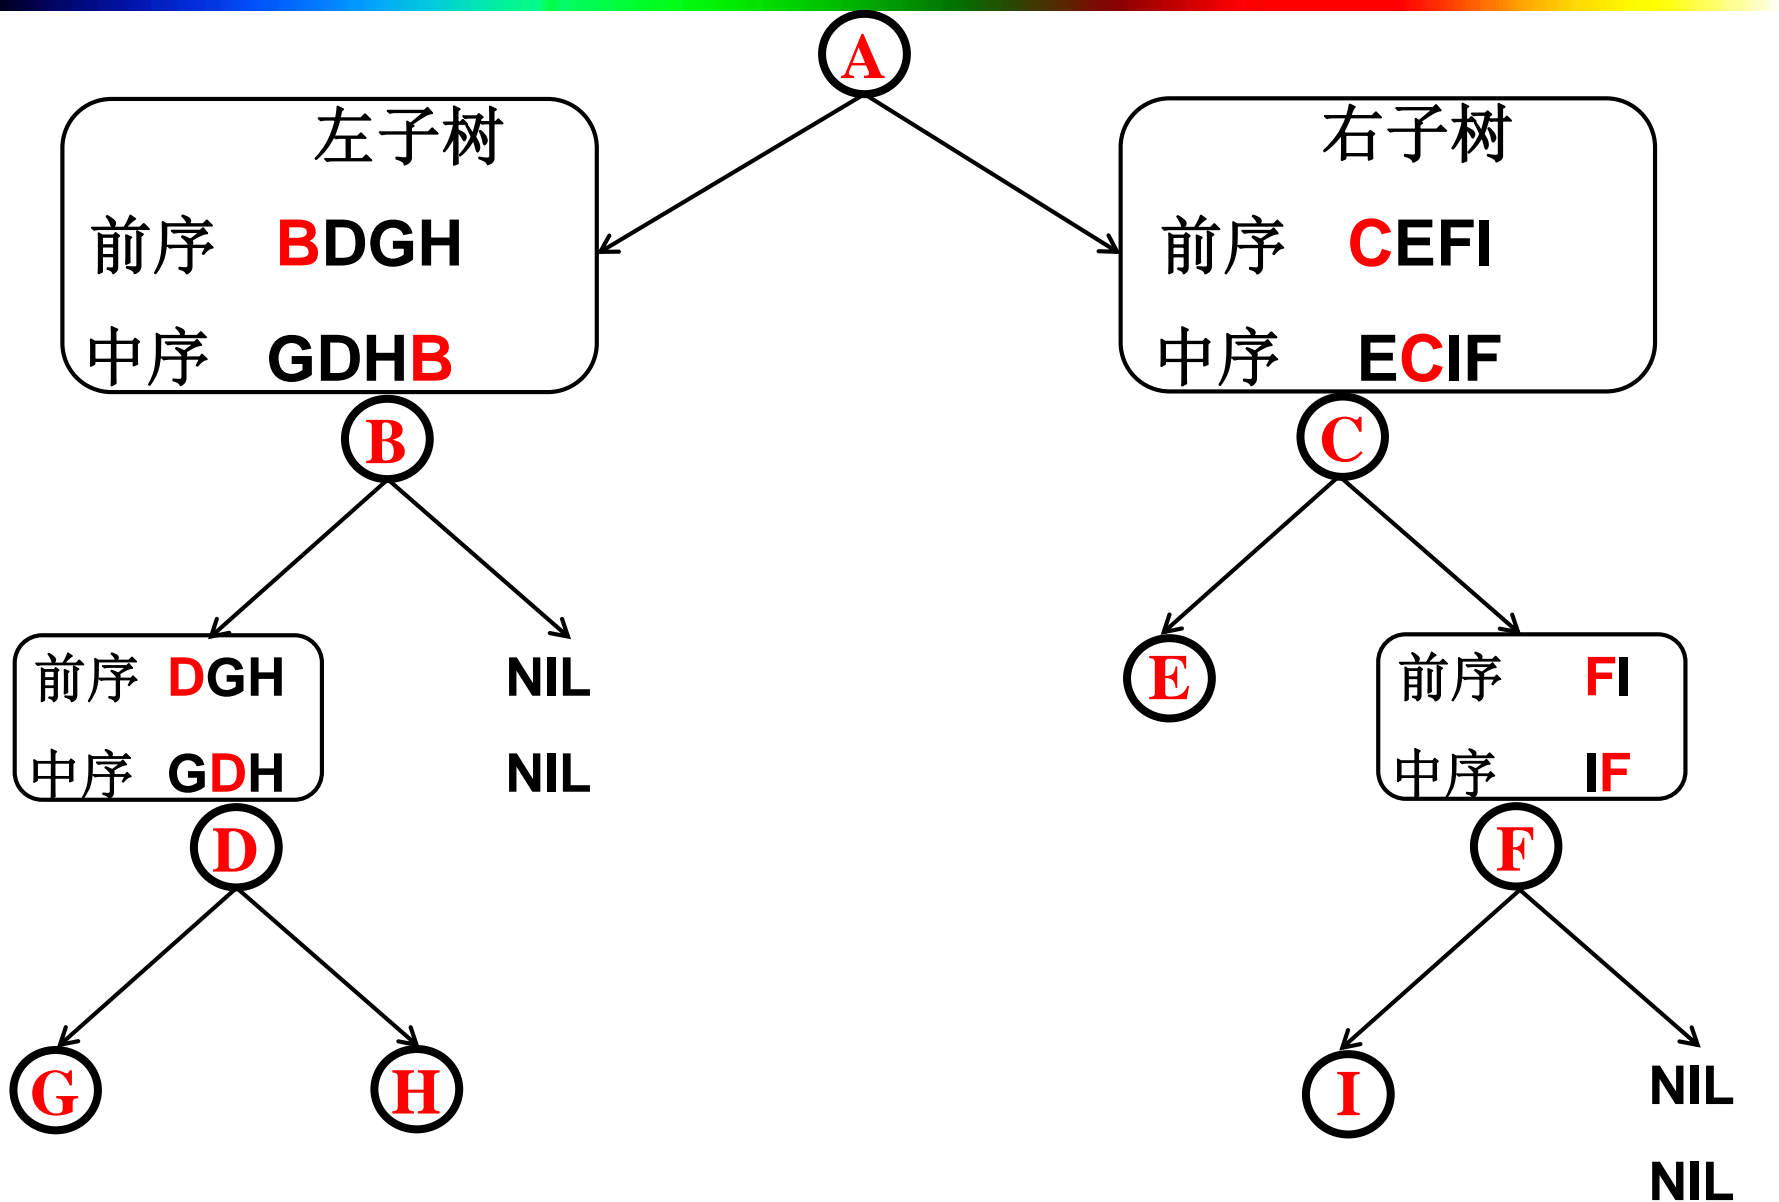 A
左子树
前序 BDGH
中序 GDHB
右子树
前序 CEFI
中序 ECIF
B
C
前序 DGH
中序 GDH
NIL
NIL
E
前序 FI
中序 IF
D
F
G
H
I
NIL
NIL